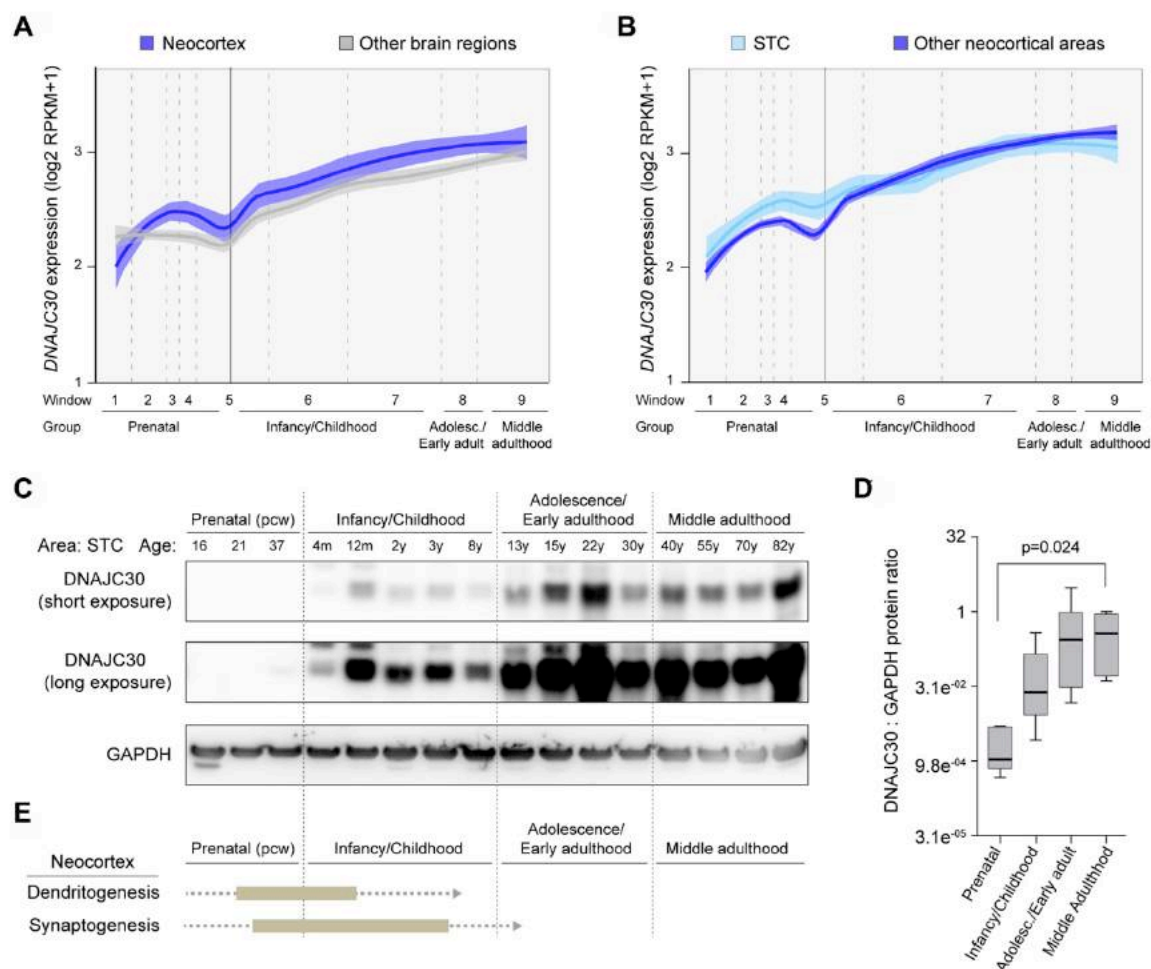 A
Neocortex Other brain regions
DNAJC30 expression (log2 RPKM+1)
3
2
1
Window 1 2 3 4 5 6 7 8 9
Group Prenatal Infancy/Childhood Adolesc./ Middle
Early adult adulthood
B
STC Other neocortical areas
DNAJC30 expression (log2 RPKM+1)
3
2
1
Window 1 2 3 4 5 6 7 8 9
Group Prenatal Infancy/Childhood Adolesc./ Middle
Early adult adulthood
C
Adolescence/
Prenatal (pcw) Infancy/Childhood Early adulthood Middle adulthood
Area: STC Age: 16 21 37 4m 12m 2y 3y 8y 13y 15y 22y 30y 40y 55y 70y 82y
DNAJC30
(short exposure)
DNAJC30
(long exposure)
GAPDH
D
DNAJC30 : GAPDH protein ratio
p=0.024
32
1
3.1e-02
9.8e-04
3.1e-05
Prenatal
Infancy/Childhood
Adolesc./Early adult
Middle Adulthhod
E
Adolescence/
Prenatal (pcw) Infancy/Childhood Early adulthood Middle adulthood
Neocortex
Dendritogenesis
Synaptogenesis